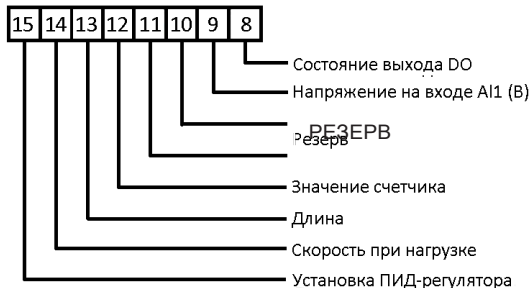 15 14 13 12 11 10 9 8
Состояние выхода DO
Напряжение на входе AI1 (В)
РЕЗЕРВ
Резерв
Значение счетчика
Длина
Скорость при нагрузке
Установка ПИД-регулятора